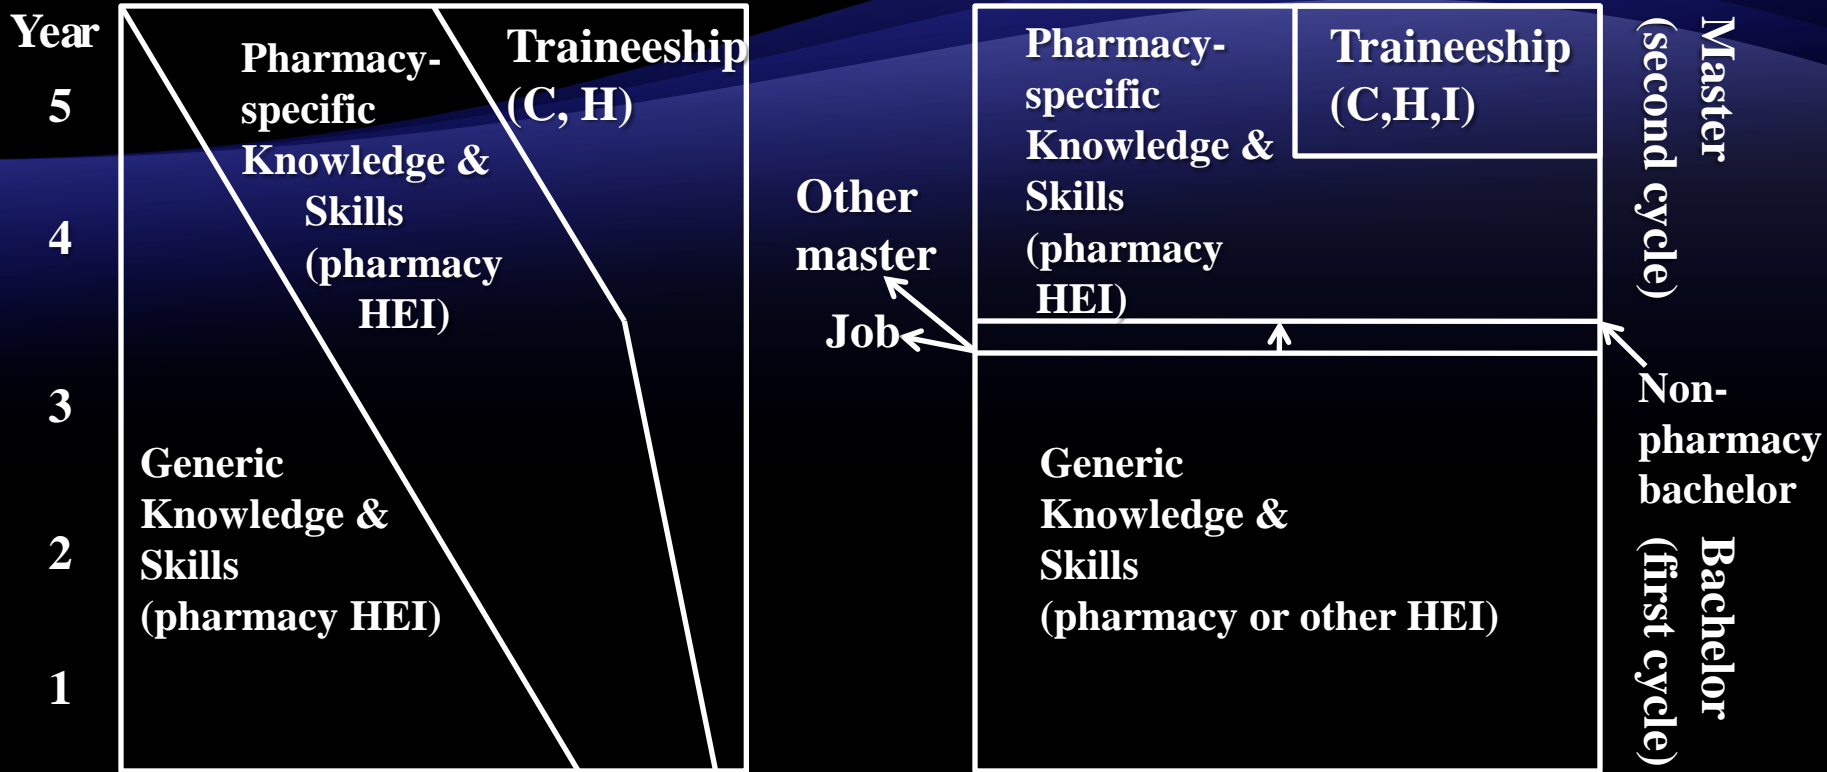 Year
5
4
3
2
1
Pharmacy-
specific
Knowledge &
Skills
(pharmacy
HEI)
Traineeship
(C, H)
Generic
Knowledge &
Skills
(pharmacy HEI)
Other
master
Job
Pharmacy-
specific
Knowledge &
Skills
(pharmacy
HEI)
Traineeship
(C,H,I)
Generic
Knowledge &
Skills
(pharmacy or other HEI)
Master
(second cycle)
Non-
pharmacy
bachelor
Bachelor
(first cycle)